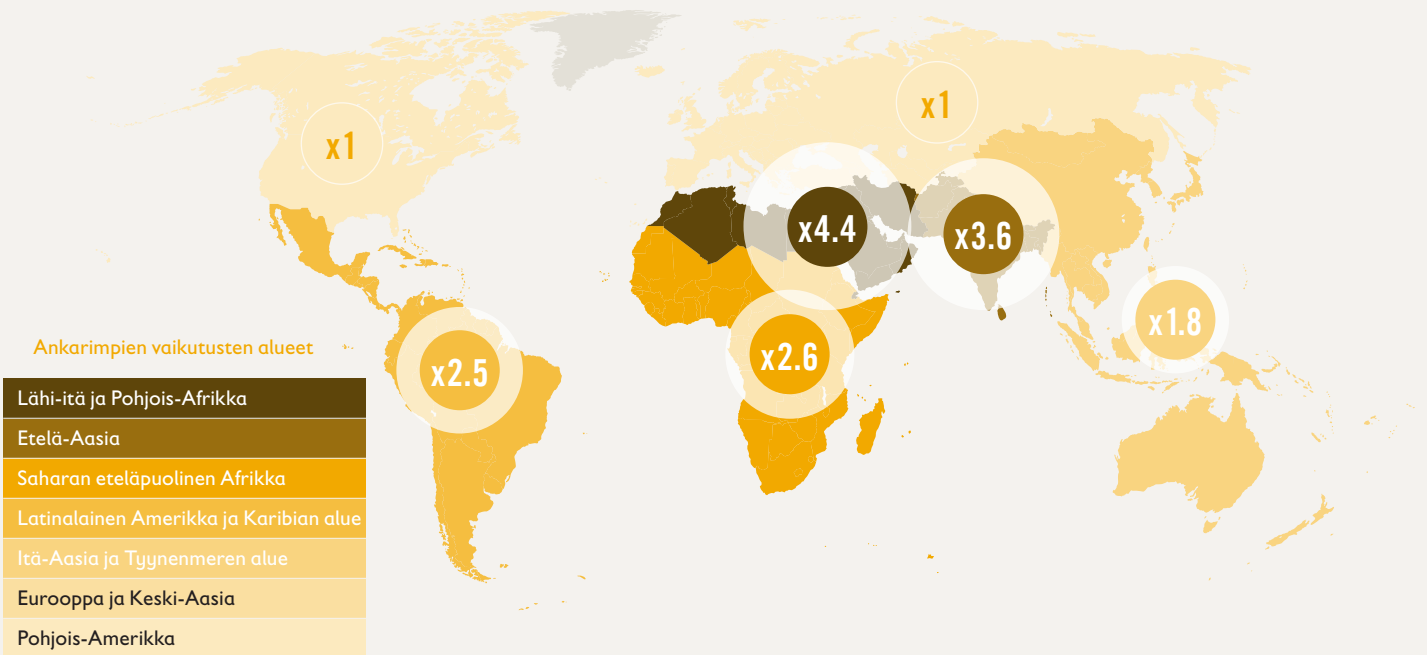 x1
x1
x4.4
x3.6
x1.8
x2.6
x2.5
Ankarimpien vaikutusten alueet
Lähi-itä ja Pohjois-Afrikka
Etelä-Aasia
Saharan eteläpuolinen Afrikka
Latinalainen Amerikka ja Karibian alue
Itä-Aasia ja Tyynenmeren alue
Eurooppa ja Keski-Aasia
Pohjois-Amerikka